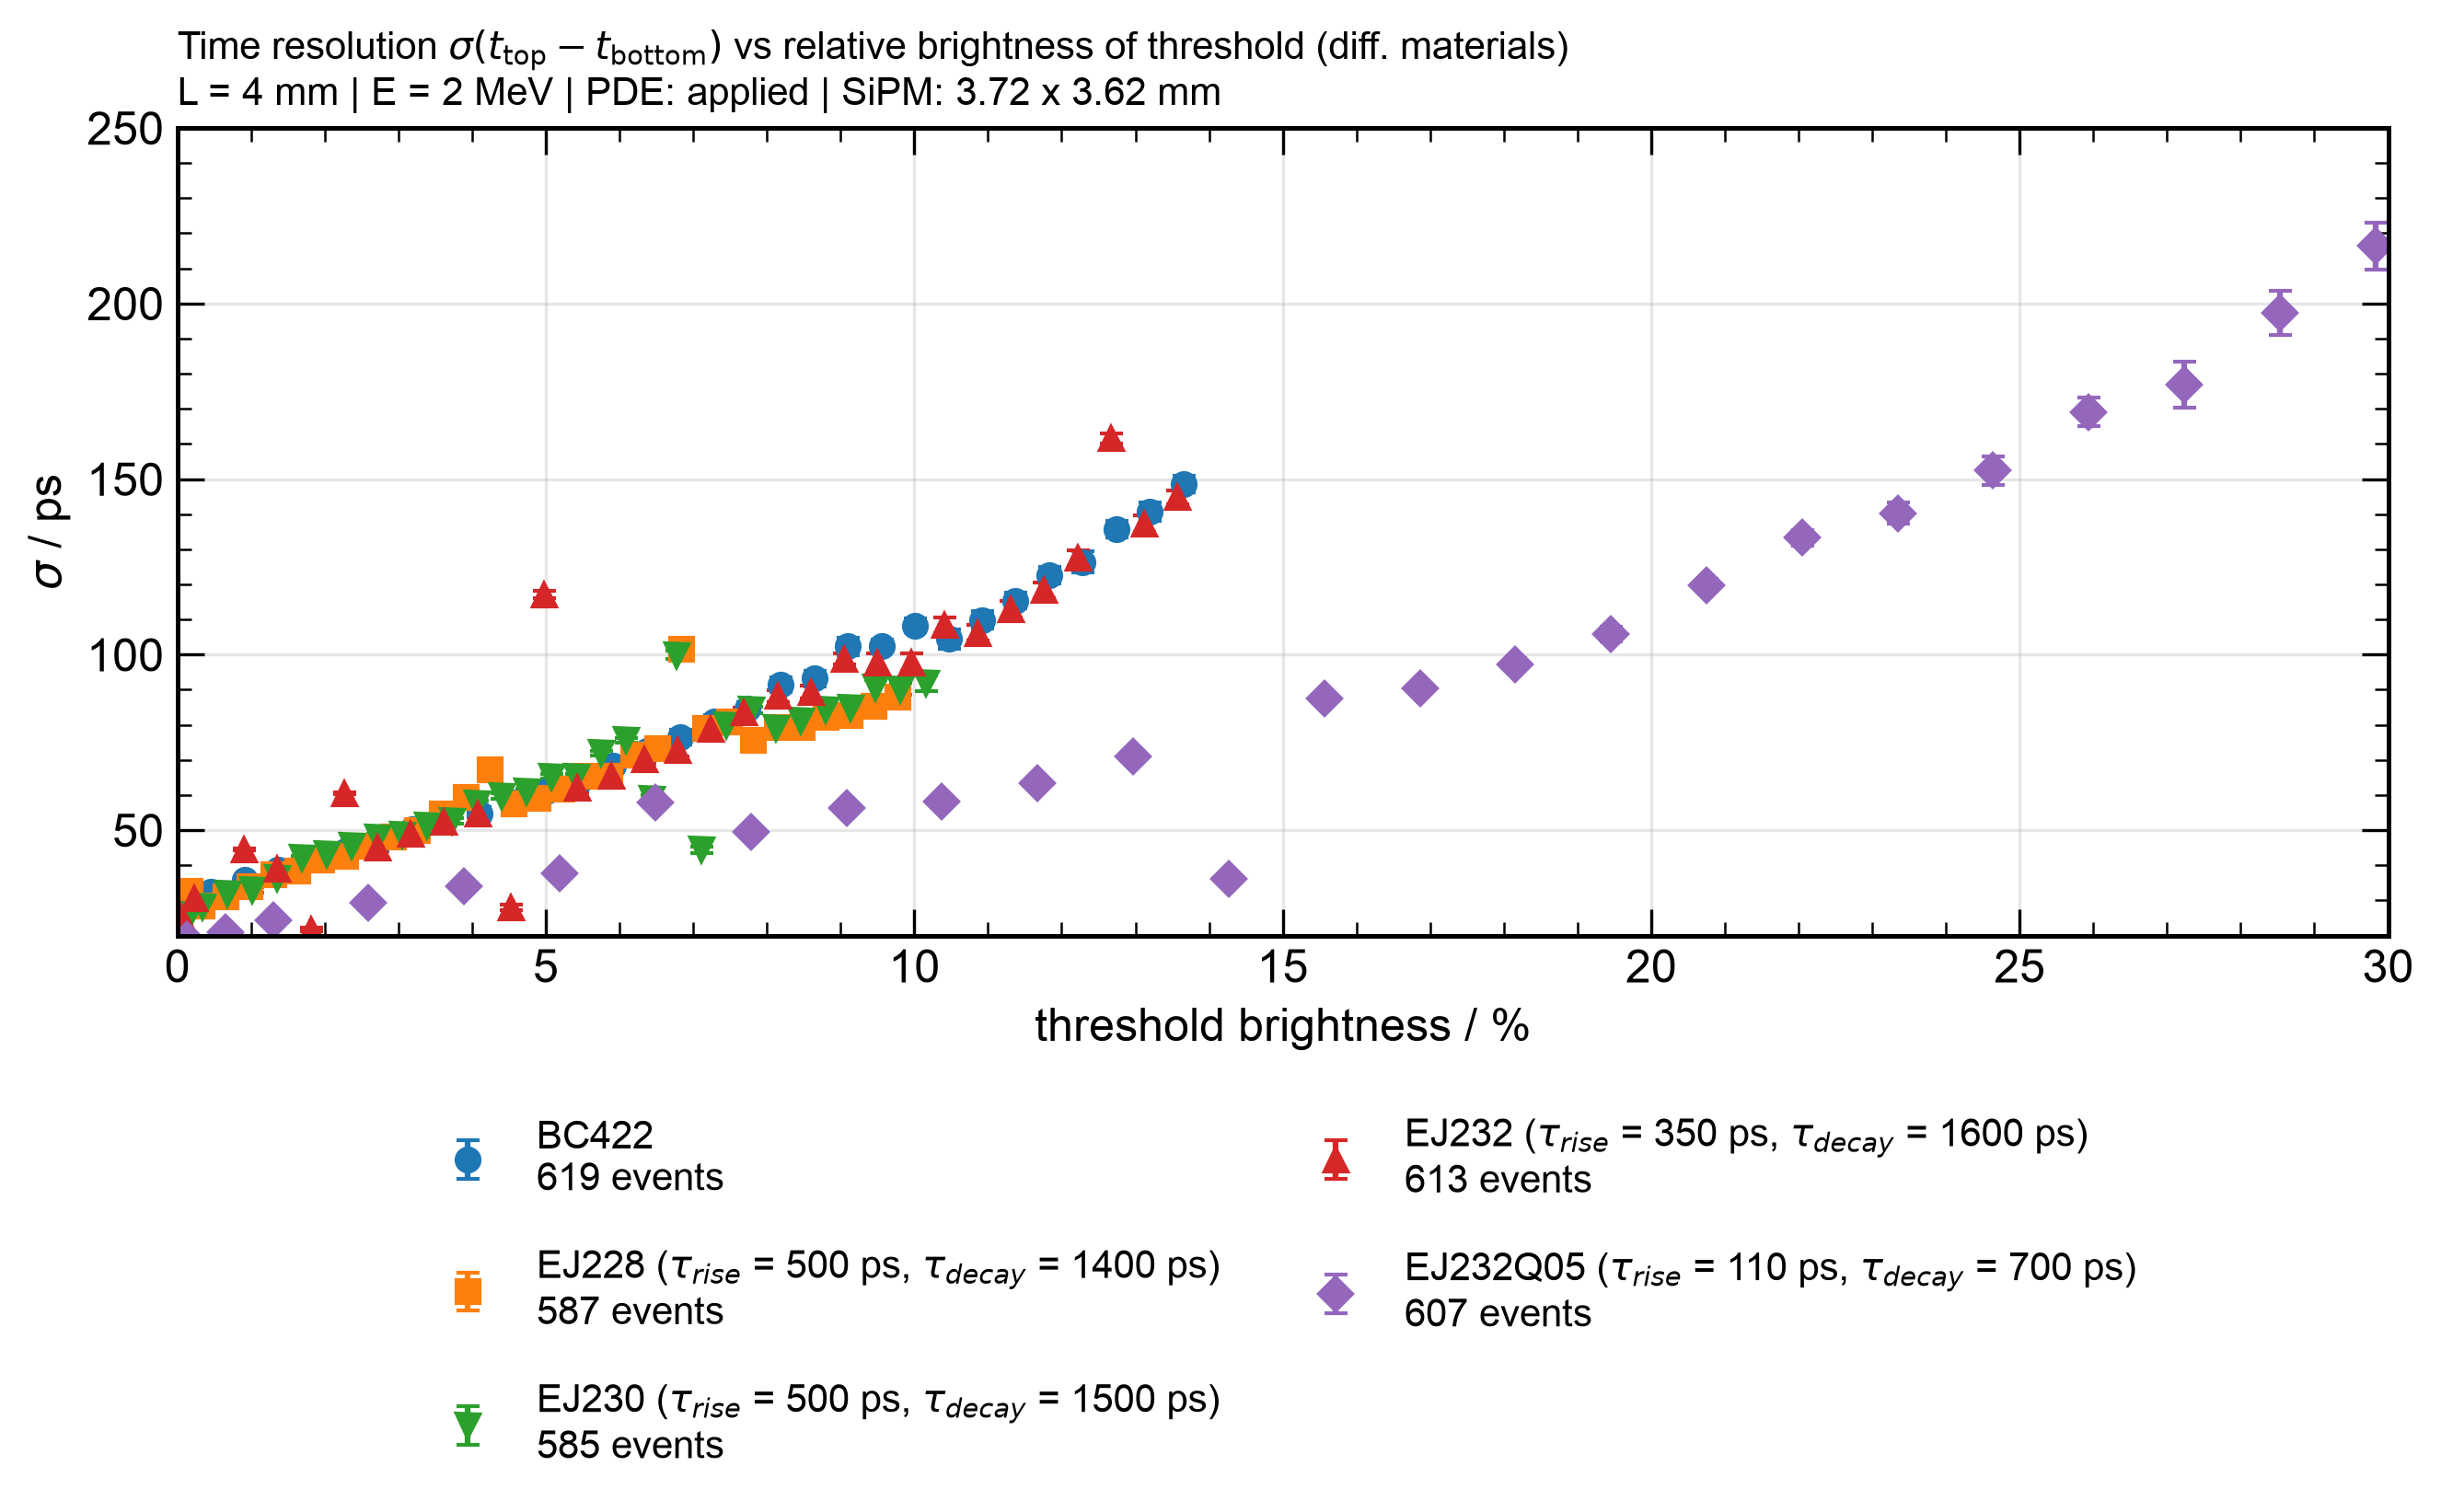 Time resolution σ(t_top − t_bottom) vs relative brightness of threshold (diff. materials)
L = 4 mm | E = 2 MeV | PDE: applied | SiPM: 3.72 x 3.62 mm
250
200
150
100
50
σ / ps
0 5 10 15 20 25 30
threshold brightness / %
BC422
619 events
EJ228 (τ_rise = 500 ps, τ_decay = 1400 ps)
587 events
EJ230 (τ_rise = 500 ps, τ_decay = 1500 ps)
585 events
EJ232 (τ_rise = 350 ps, τ_decay = 1600 ps)
613 events
EJ232Q05 (τ_rise = 110 ps, τ_decay = 700 ps)
607 events